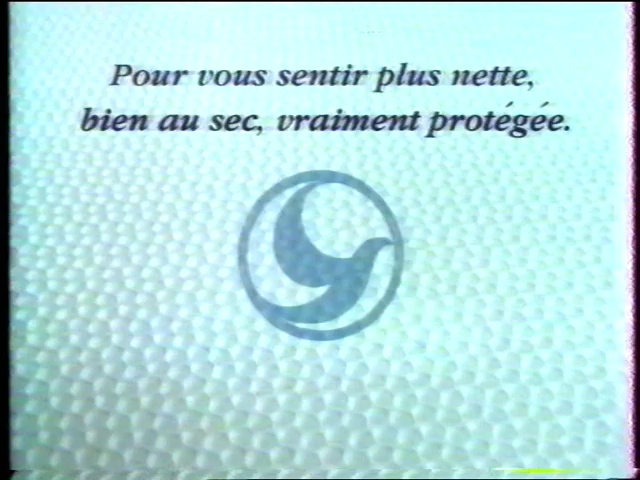 Pour vous sentir plus nette,
bien au sec, vraiment protégée.